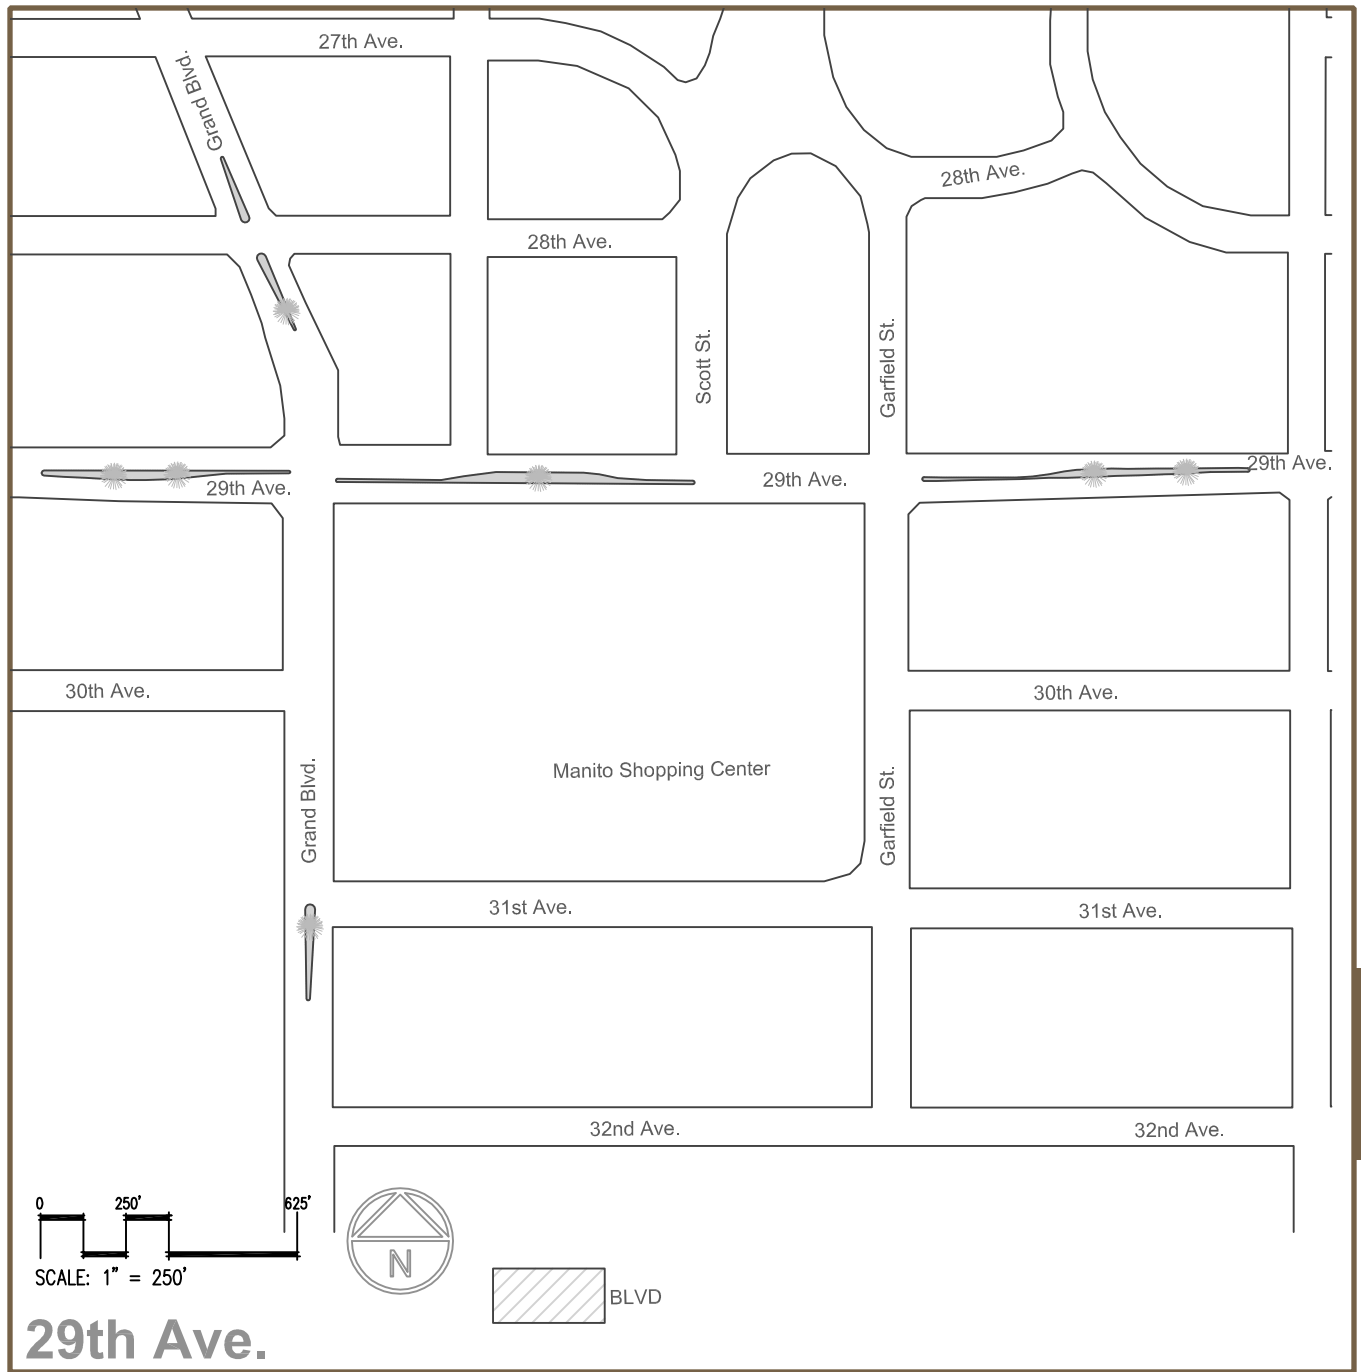 27th Ave.
Grand Blvd.
28th Ave.
28th Ave.
Scott St.
Garfield St.
29th Ave.
29th Ave.
29th Ave.
30th Ave.
30th Ave.
Grand Blvd.
Manito Shopping Center
Garfield St.
31st Ave.
31st Ave.
32nd Ave.
32nd Ave.
0 250' 625'
SCALE: 1" = 250'
N
BLVD
29th Ave.